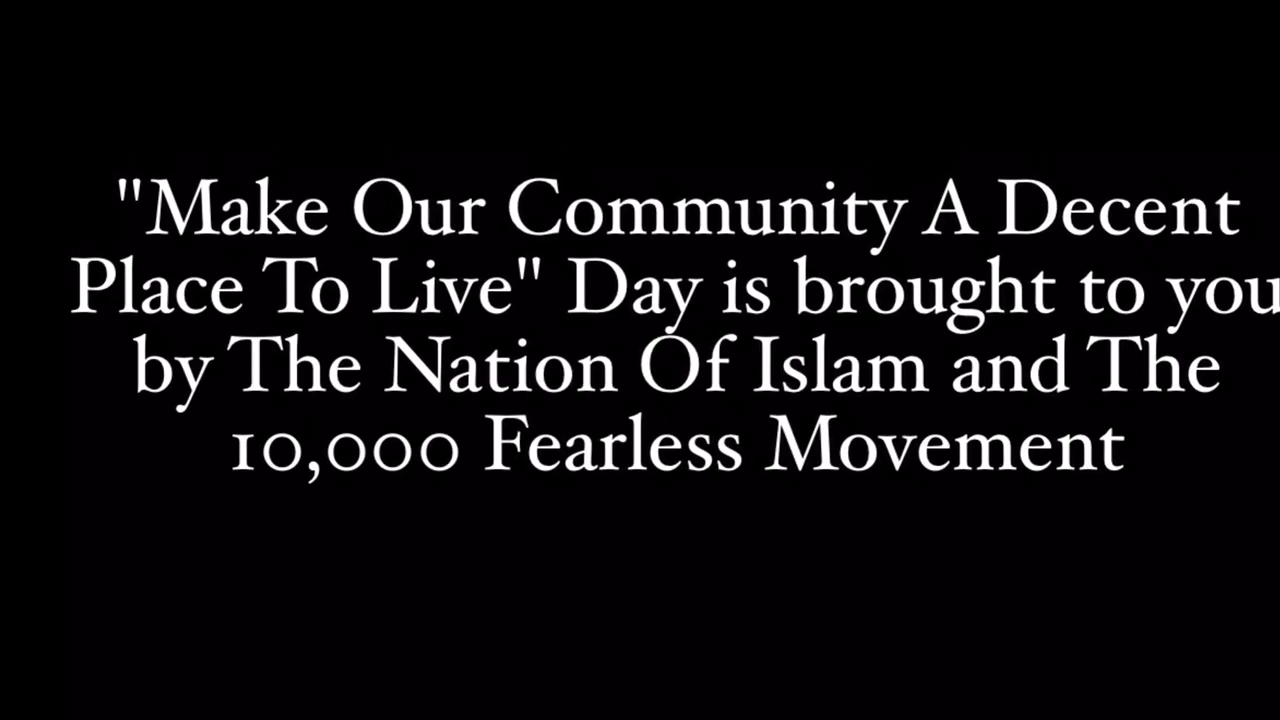 "Make Our Community A Decent
Place To Live" Day is brought to you
by The Nation Of Islam and The
10,000 Fearless Movement